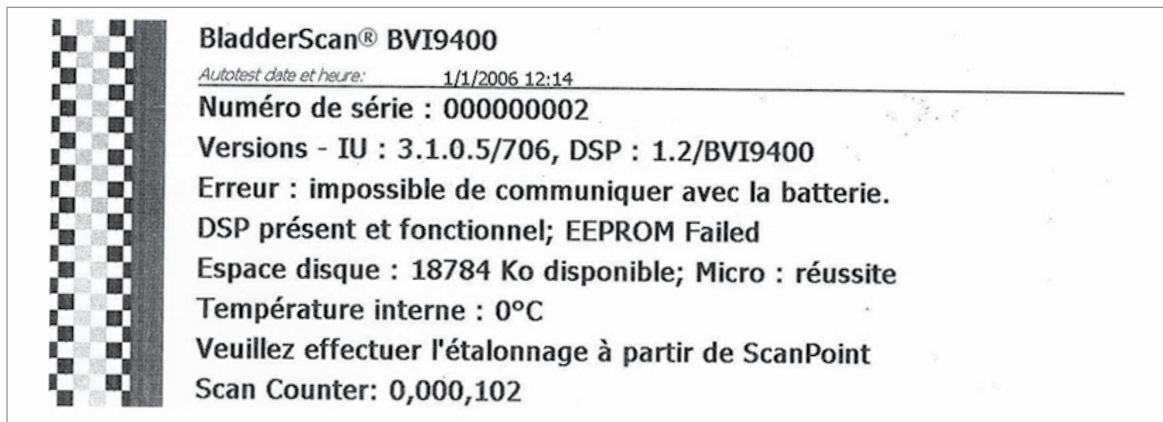 BladderScan® BVI9400
Autotest date et heure: 1/1/2006 12:14
Numéro de série : 000000002
Versions - IU : 3.1.0.5/706, DSP : 1.2/BVI9400
Erreur : impossible de communiquer avec la batterie.
DSP présent et fonctionnel; EEPROM Failed
Espace disque : 18784 Ko disponible; Micro : réussite
Température interne : 0°C
Veuillez effectuer l'étalonnage à partir de ScanPoint
Scan Counter: 0,000,102